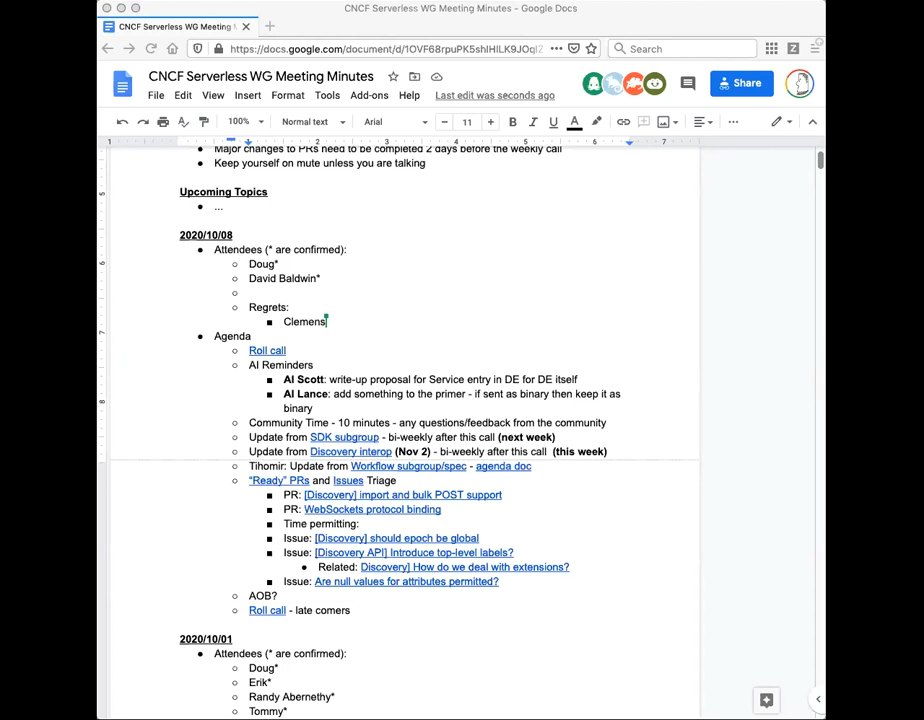 CNCF Serverless WG Meeting Minutes - Google Docs
CNCF Serverless WG Meeting M
https://docs.google.com/document/d/1OVF68rpuPK5shIHILK9JOqlZ
Search
CNCF Serverless WG Meeting Minutes
File Edit View Insert Format Tools Add-ons Help Last edit was seconds ago
Share
100% Normal text Arial 11 B I U A
1 1 2 3 4 5 6 7
Major changes to PRs need to be completed 2 days before the weekly call
Keep yourself on mute unless you are talking
Upcoming Topics
...
2020/10/08
Attendees (* are confirmed):
Doug*
David Baldwin*
Regrets:
Clemens
Agenda
Roll call
AI Reminders
AI Scott: write-up proposal for Service entry in DE for DE itself
AI Lance: add something to the primer - if sent as binary then keep it as
binary
Community Time - 10 minutes - any questions/feedback from the community
Update from SDK subgroup - bi-weekly after this call (next week)
Update from Discovery interop (Nov 2) - bi-weekly after this call (this week)
Tihomir: Update from Workflow subgroup/spec - agenda doc
“Ready” PRs and Issues Triage
PR: [Discovery] import and bulk POST support
PR: WebSockets protocol binding
Time permitting:
Issue: [Discovery] should epoch be global
Issue: [Discovery API] Introduce top-level labels?
Related: Discovery] How do we deal with extensions?
Issue: Are null values for attributes permitted?
AOB?
Roll call - late comers
2020/10/01
Attendees (* are confirmed):
Doug*
Erik*
Randy Abernethy*
Tommy*